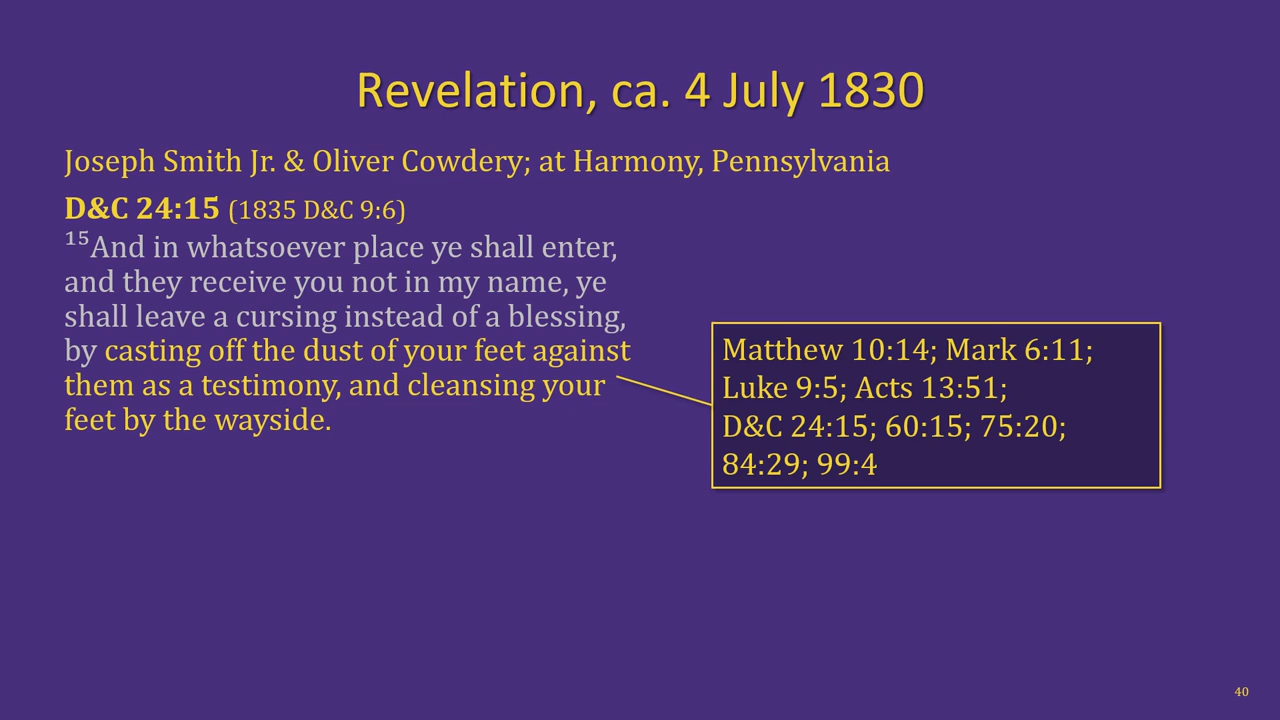 Revelation, ca. 4 July 1830
Joseph Smith Jr. & Oliver Cowdery; at Harmony, Pennsylvania
D&C 24:15 (1835 D&C 9:6)
¹⁵And in whatsoever place ye shall enter,
and they receive you not in my name, ye
shall leave a cursing instead of a blessing,
by casting off the dust of your feet against
them as a testimony, and cleansing your
feet by the wayside.
Matthew 10:14; Mark 6:11;
Luke 9:5; Acts 13:51;
D&C 24:15; 60:15; 75:20;
84:29; 99:4
40